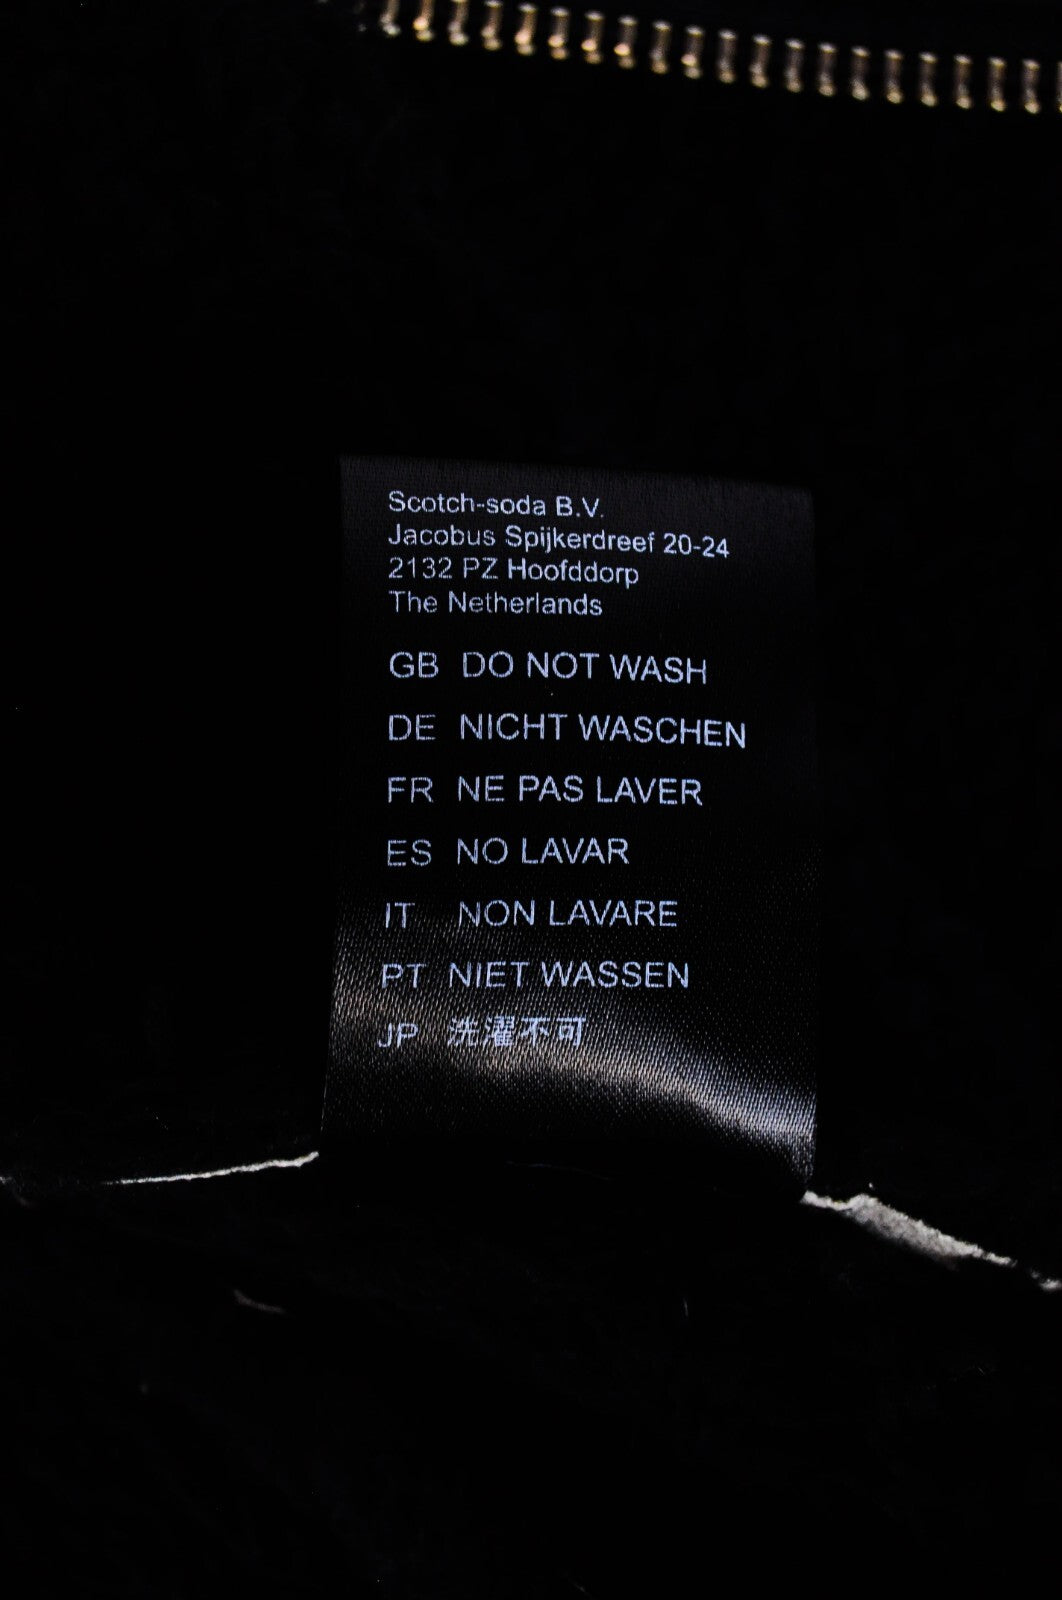 Scotch-soda B.V.
Jacobus Spijkerdreef 20-24
2132 PZ Hoofddorp
The Netherlands
GB DO NOT WASH
DE NICHT WASCHEN
FR NE PAS LAVER
ES NO LAVAR
IT NON LAVARE
PT NIET WASSEN
JP 洗濯不可